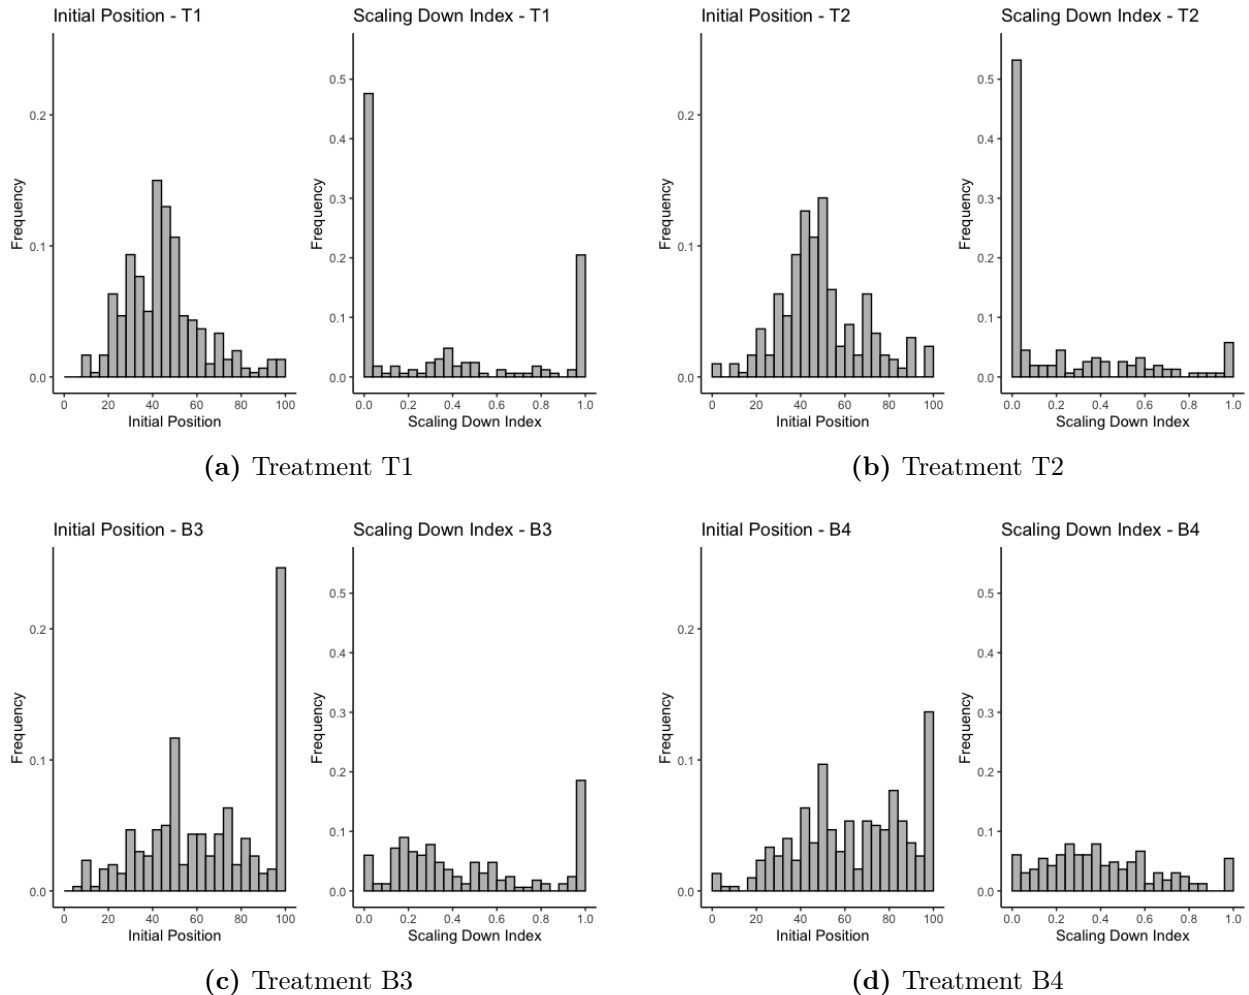 Initial Position - T1
Frequency
0.2
0.1
0.0
0 20 40 60 80 100
Initial Position
Scaling Down Index - T1
Frequency
0.5
0.4
0.3
0.2
0.1
0.0
0.0 0.2 0.4 0.6 0.8 1.0
Scaling Down Index
(a) Treatment T1
Initial Position - T2
Frequency
0.2
0.1
0.0
0 20 40 60 80 100
Initial Position
Scaling Down Index - T2
Frequency
0.5
0.4
0.3
0.2
0.1
0.0
0.0 0.2 0.4 0.6 0.8 1.0
Scaling Down Index
(b) Treatment T2
Initial Position - B3
Frequency
0.2
0.1
0.0
0 20 40 60 80 100
Initial Position
Scaling Down Index - B3
Frequency
0.5
0.4
0.3
0.2
0.1
0.0
0.0 0.2 0.4 0.6 0.8 1.0
Scaling Down Index
(c) Treatment B3
Initial Position - B4
Frequency
0.2
0.1
0.0
0 20 40 60 80 100
Initial Position
Scaling Down Index - B4
Frequency
0.5
0.4
0.3
0.2
0.1
0.0
0.0 0.2 0.4 0.6 0.8 1.0
Scaling Down Index
(d) Treatment B4